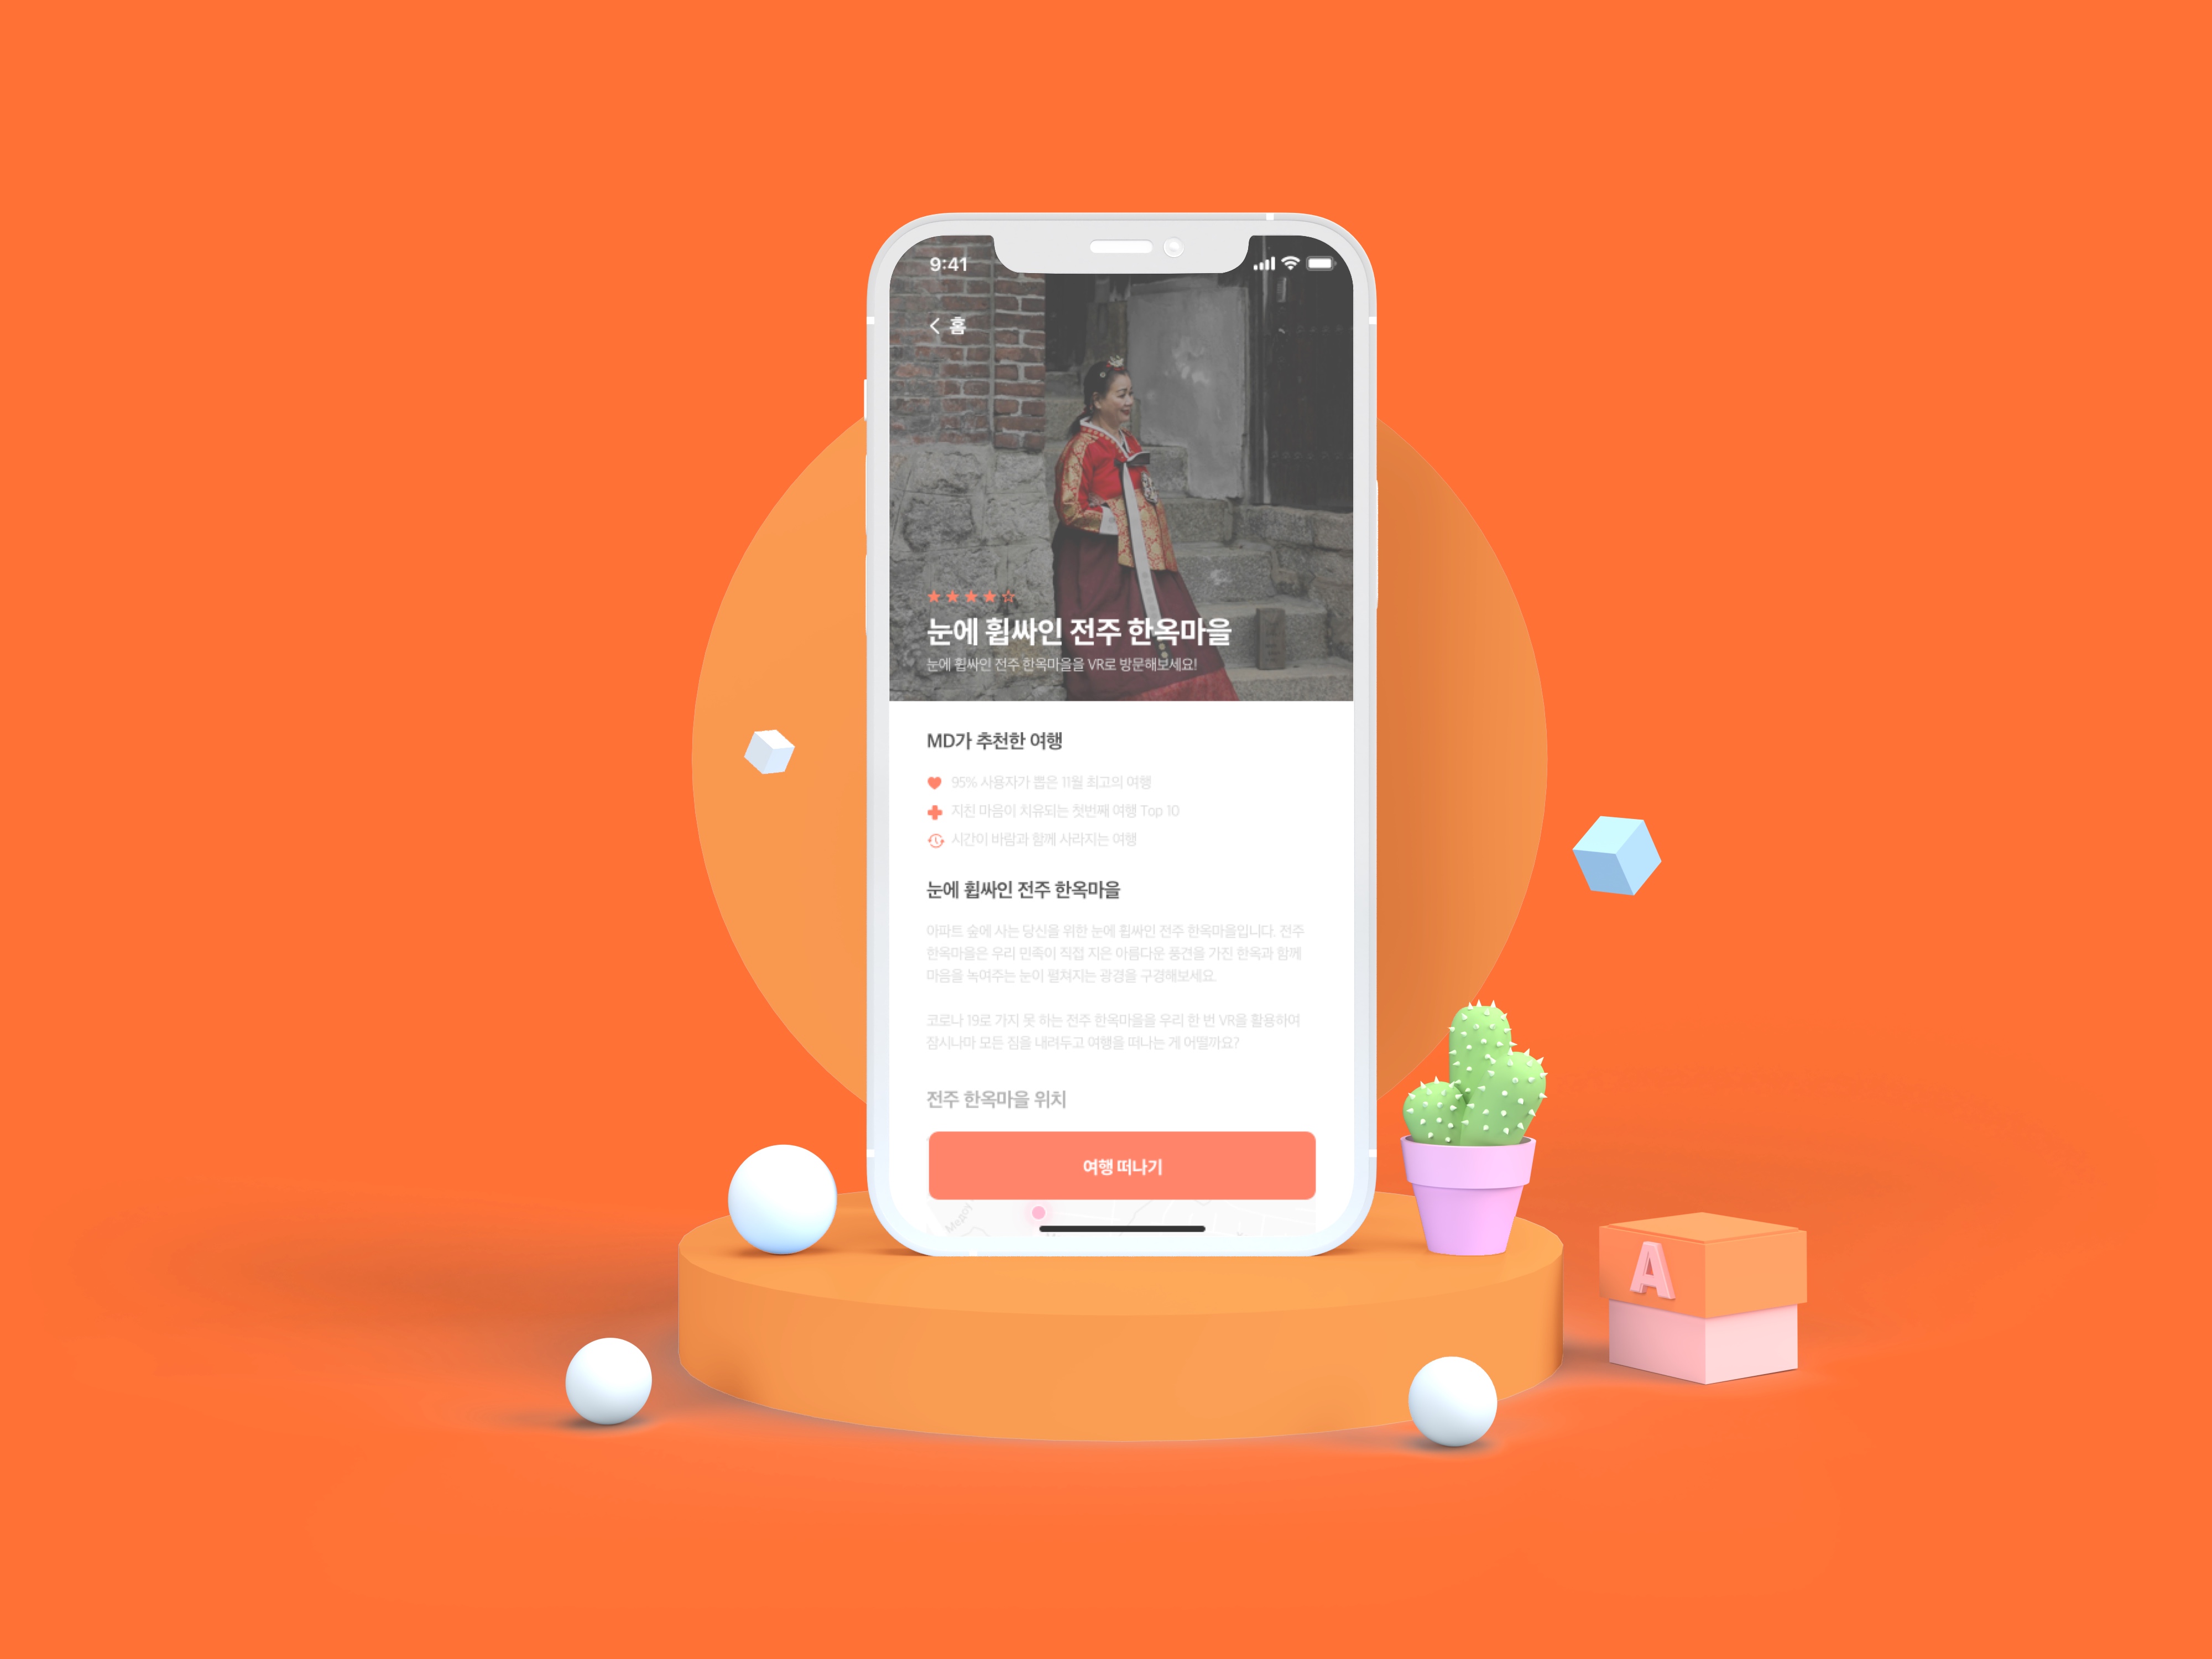 9:41
홈
눈에 휩싸인 전주 한옥마을
눈에 휩싸인 전주 한옥마을을 VR로 방문해보세요!
MD가 추천한 여행
95% 사용자가 뽑은 11월 최고의 여행
지친 마음이 치유되는 첫번째 여행 Top 10
시간이 바람과 함께 사라지는 여행
눈에 휩싸인 전주 한옥마을
아파트 숲에 사는 당신을 위한 눈에 휩싸인 전주 한옥마을입니다. 전주
한옥마을은 우리 민족이 직접 지은 아름다운 풍견을 가진 한옥과 함께
마음을 녹여주는 눈이 펼쳐지는 광경을 구경해보세요.
코로나 19로 가지 못 하는 전주 한옥마을을 우리 한 번 VR을 활용하여
잠시나마 모든 짐을 내려두고 여행을 떠나는 게 어떨까요?
전주 한옥마을 위치
여행 떠나기
A